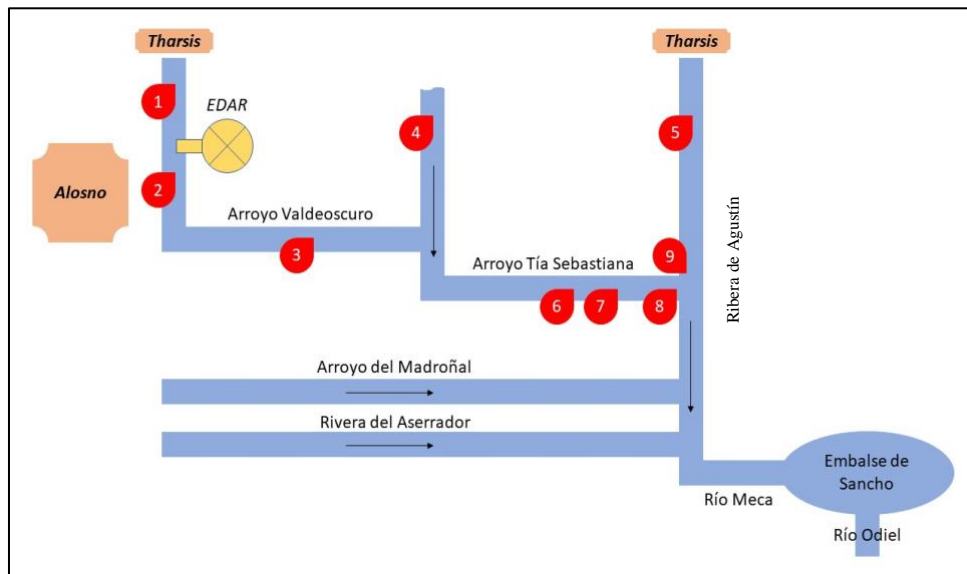 Tharsis
Tharsis
1
EDAR
4
5
2
Alosno
Arroyo Valdeoscuro
3
9
Arroyo Tía Sebastiana
Ribera de Agustín
6
7
8
Arroyo del Madroñal
Rivera del Aserrador
Embalse de
Sancho
Río Meca
Río Odiel